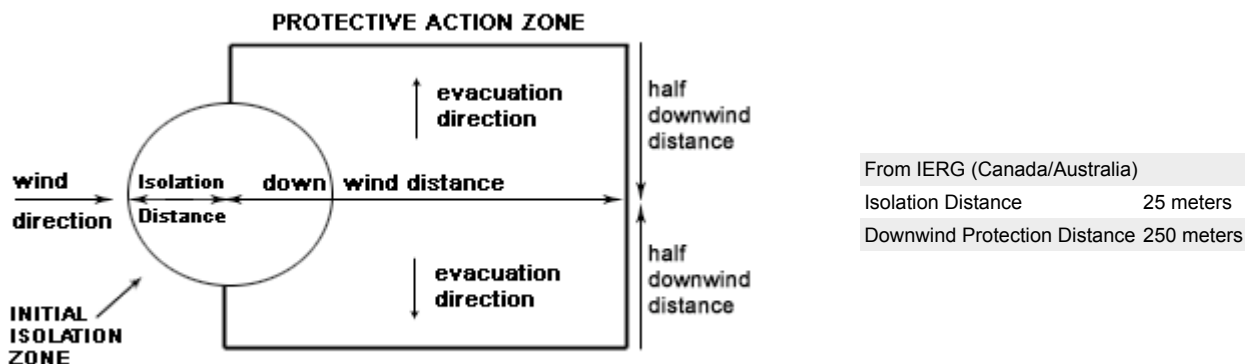 PROTECTIVE ACTION ZONE
evacuation
direction
half
downwind
distance
wind
direction
Isolation
Distance
down wind distance
evacuation
direction
half
downwind
distance
INITIAL
ISOLATION
ZONE
From IERG (Canada/Australia)
Isolation Distance 25 meters
Downwind Protection Distance 250 meters